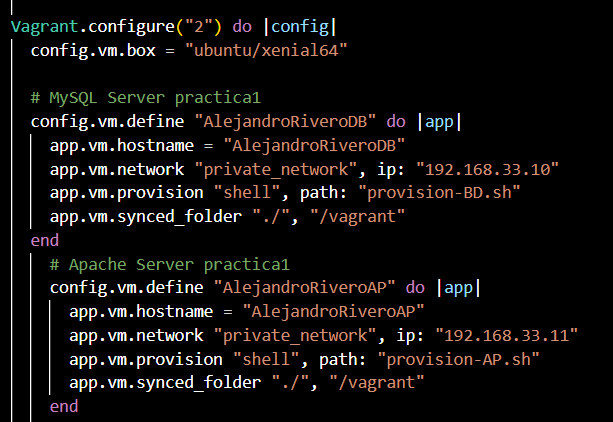 Vagrant.configure("2") do |config|
config.vm.box = "ubuntu/xenial64"
# MySQL Server practica1
config.vm.define "AlejandroRiveroDB" do |app|
app.vm.hostname = "AlejandroRiveroDB"
app.vm.network "private_network", ip: "192.168.33.10"
app.vm.provision "shell", path: "provision-BD.sh"
app.vm.synced_folder "./", "/vagrant"
end
# Apache Server practica1
config.vm.define "AlejandroRiveroAP" do |app|
app.vm.hostname = "AlejandroRiveroAP"
app.vm.network "private_network", ip: "192.168.33.11"
app.vm.provision "shell", path: "provision-AP.sh"
app.vm.synced_folder "./", "/vagrant"
end